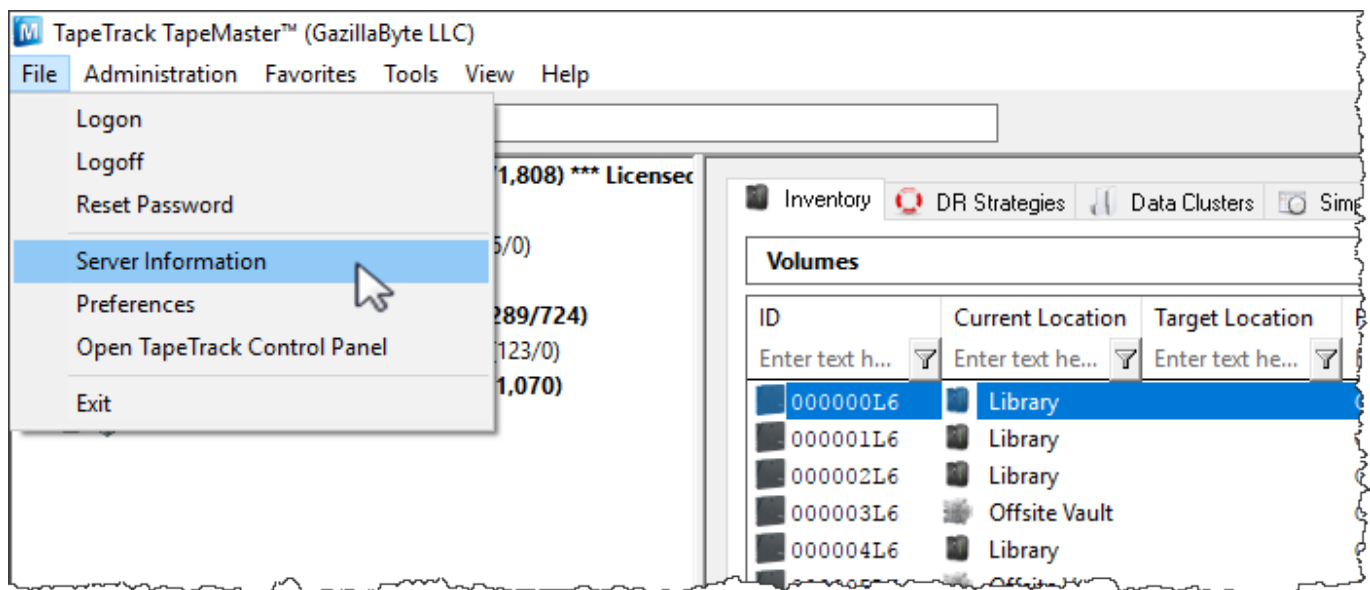 TapeTrack TapeMaster™ (GazillaByte LLC)
File Administration Favorites Tools View Help
Logon
Logoff
Reset Password
Server Information
Preferences
Open TapeTrack Control Panel
Exit
1,808) *** Licensed
5/0)
289/724)
(123/0)
1,070)
Inventory DR Strategies Data Clusters
Volumes
ID Current Location Target Location
Enter text h... Enter text he... Enter text he...
000000L6 Library
000001L6 Library
000002L6 Library
000003L6 Offsite Vault
000004L6 Library